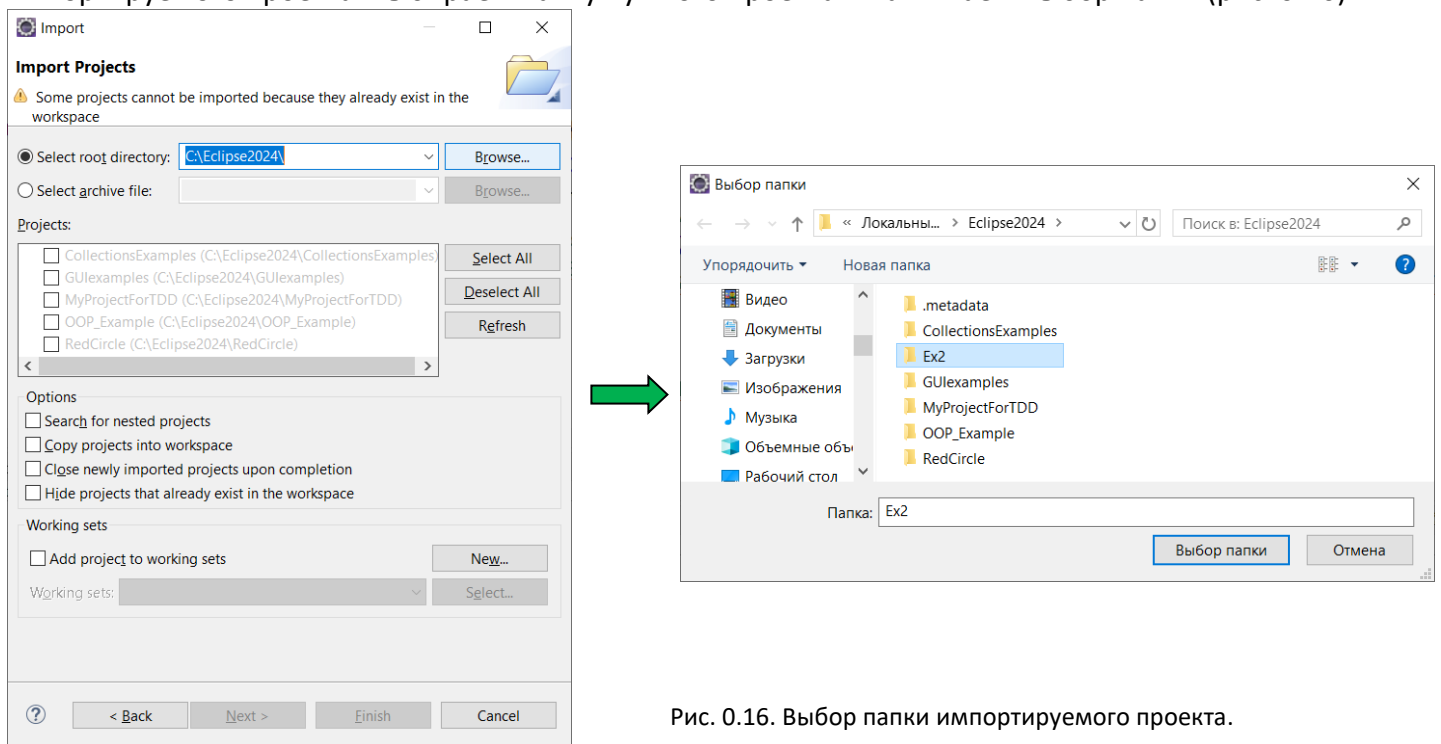 Import
Import Projects
Some projects cannot be imported because they already exist in the
workspace
Select root directory: C:\Eclipse2024\ Browse...
Select archive file: Browse...
Projects:
CollectionsExamples (C:\Eclipse2024\CollectionsExamples)
GUIexamples (C:\Eclipse2024\GUIexamples)
MyProjectForTDD (C:\Eclipse2024\MyProjectForTDD)
OOP_Example (C:\Eclipse2024\OOP_Example)
RedCircle (C:\Eclipse2024\RedCircle)
Select All
Deselect All
Refresh
Options
Search for nested projects
Copy projects into workspace
Close newly imported projects upon completion
Hide projects that already exist in the workspace
Working sets
Add project to working sets New...
Working sets: Select...
? < Back Next > Finish Cancel
Выбор папки
« Локальны... > Eclipse2024 > Поиск в: Eclipse2024
Упорядочить Новая папка ?
Видео
Документы
Загрузки
Изображения
Музыка
Объемные объ
Рабочий стол
.metadata
CollectionsExamples
Ex2
GUIexamples
MyProjectForTDD
OOP_Example
RedCircle
Папка: Ex2
Выбор папки Отмена
Рис. 0.16. Выбор папки импортируемого проекта.